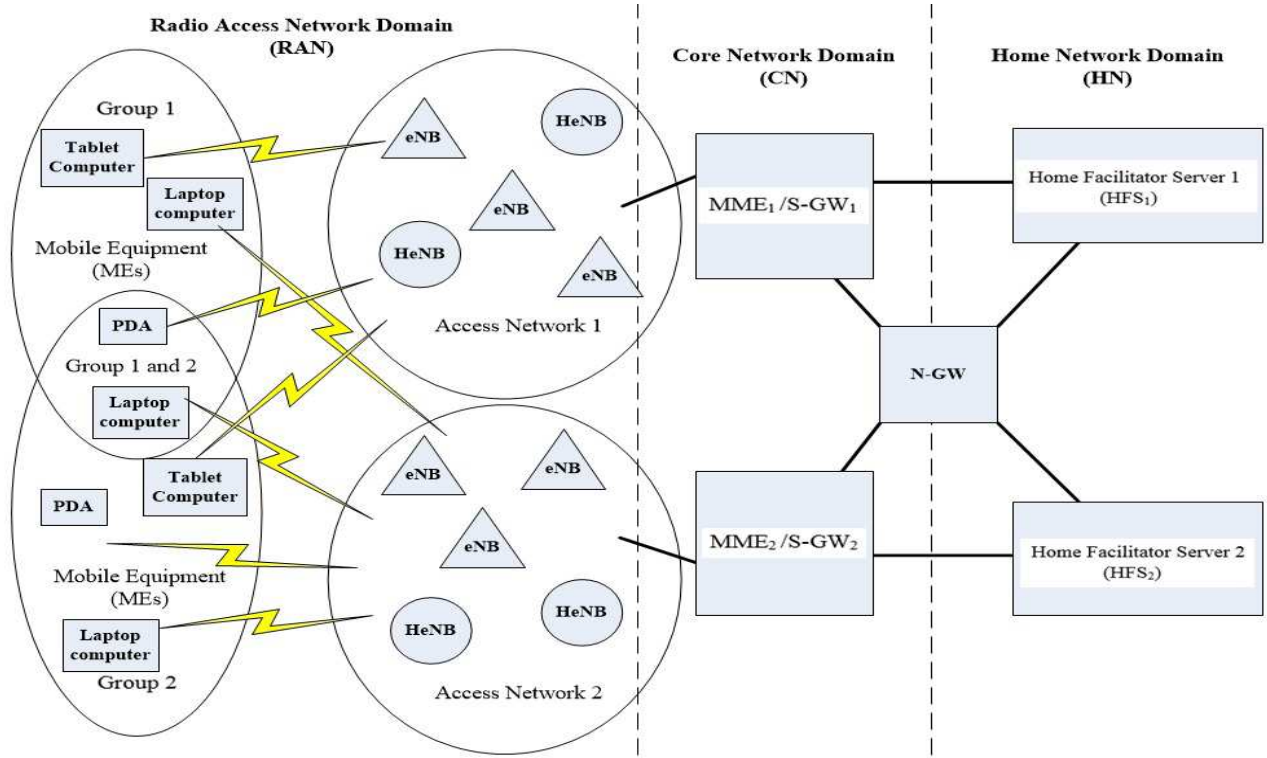 Radio Access Network Domain
(RAN)
Core Network Domain
(CN)
Home Network Domain
(HN)
Group 1
Tablet
Computer
Laptop
computer
Mobile Equipment
(MEs)
PDA
Group 1 and 2
Laptop
computer
Tablet
Computer
PDA
Mobile Equipment
(MEs)
Laptop
computer
Group 2
eNB
HeNB
eNB
HeNB
eNB
Access Network 1
eNB
eNB
eNB
HeNB
HeNB
Access Network 2
MME₁ /S-GW₁
MME₂ /S-GW₂
N-GW
Home Facilitator Server 1
(HFS₁)
Home Facilitator Server 2
(HFS₂)